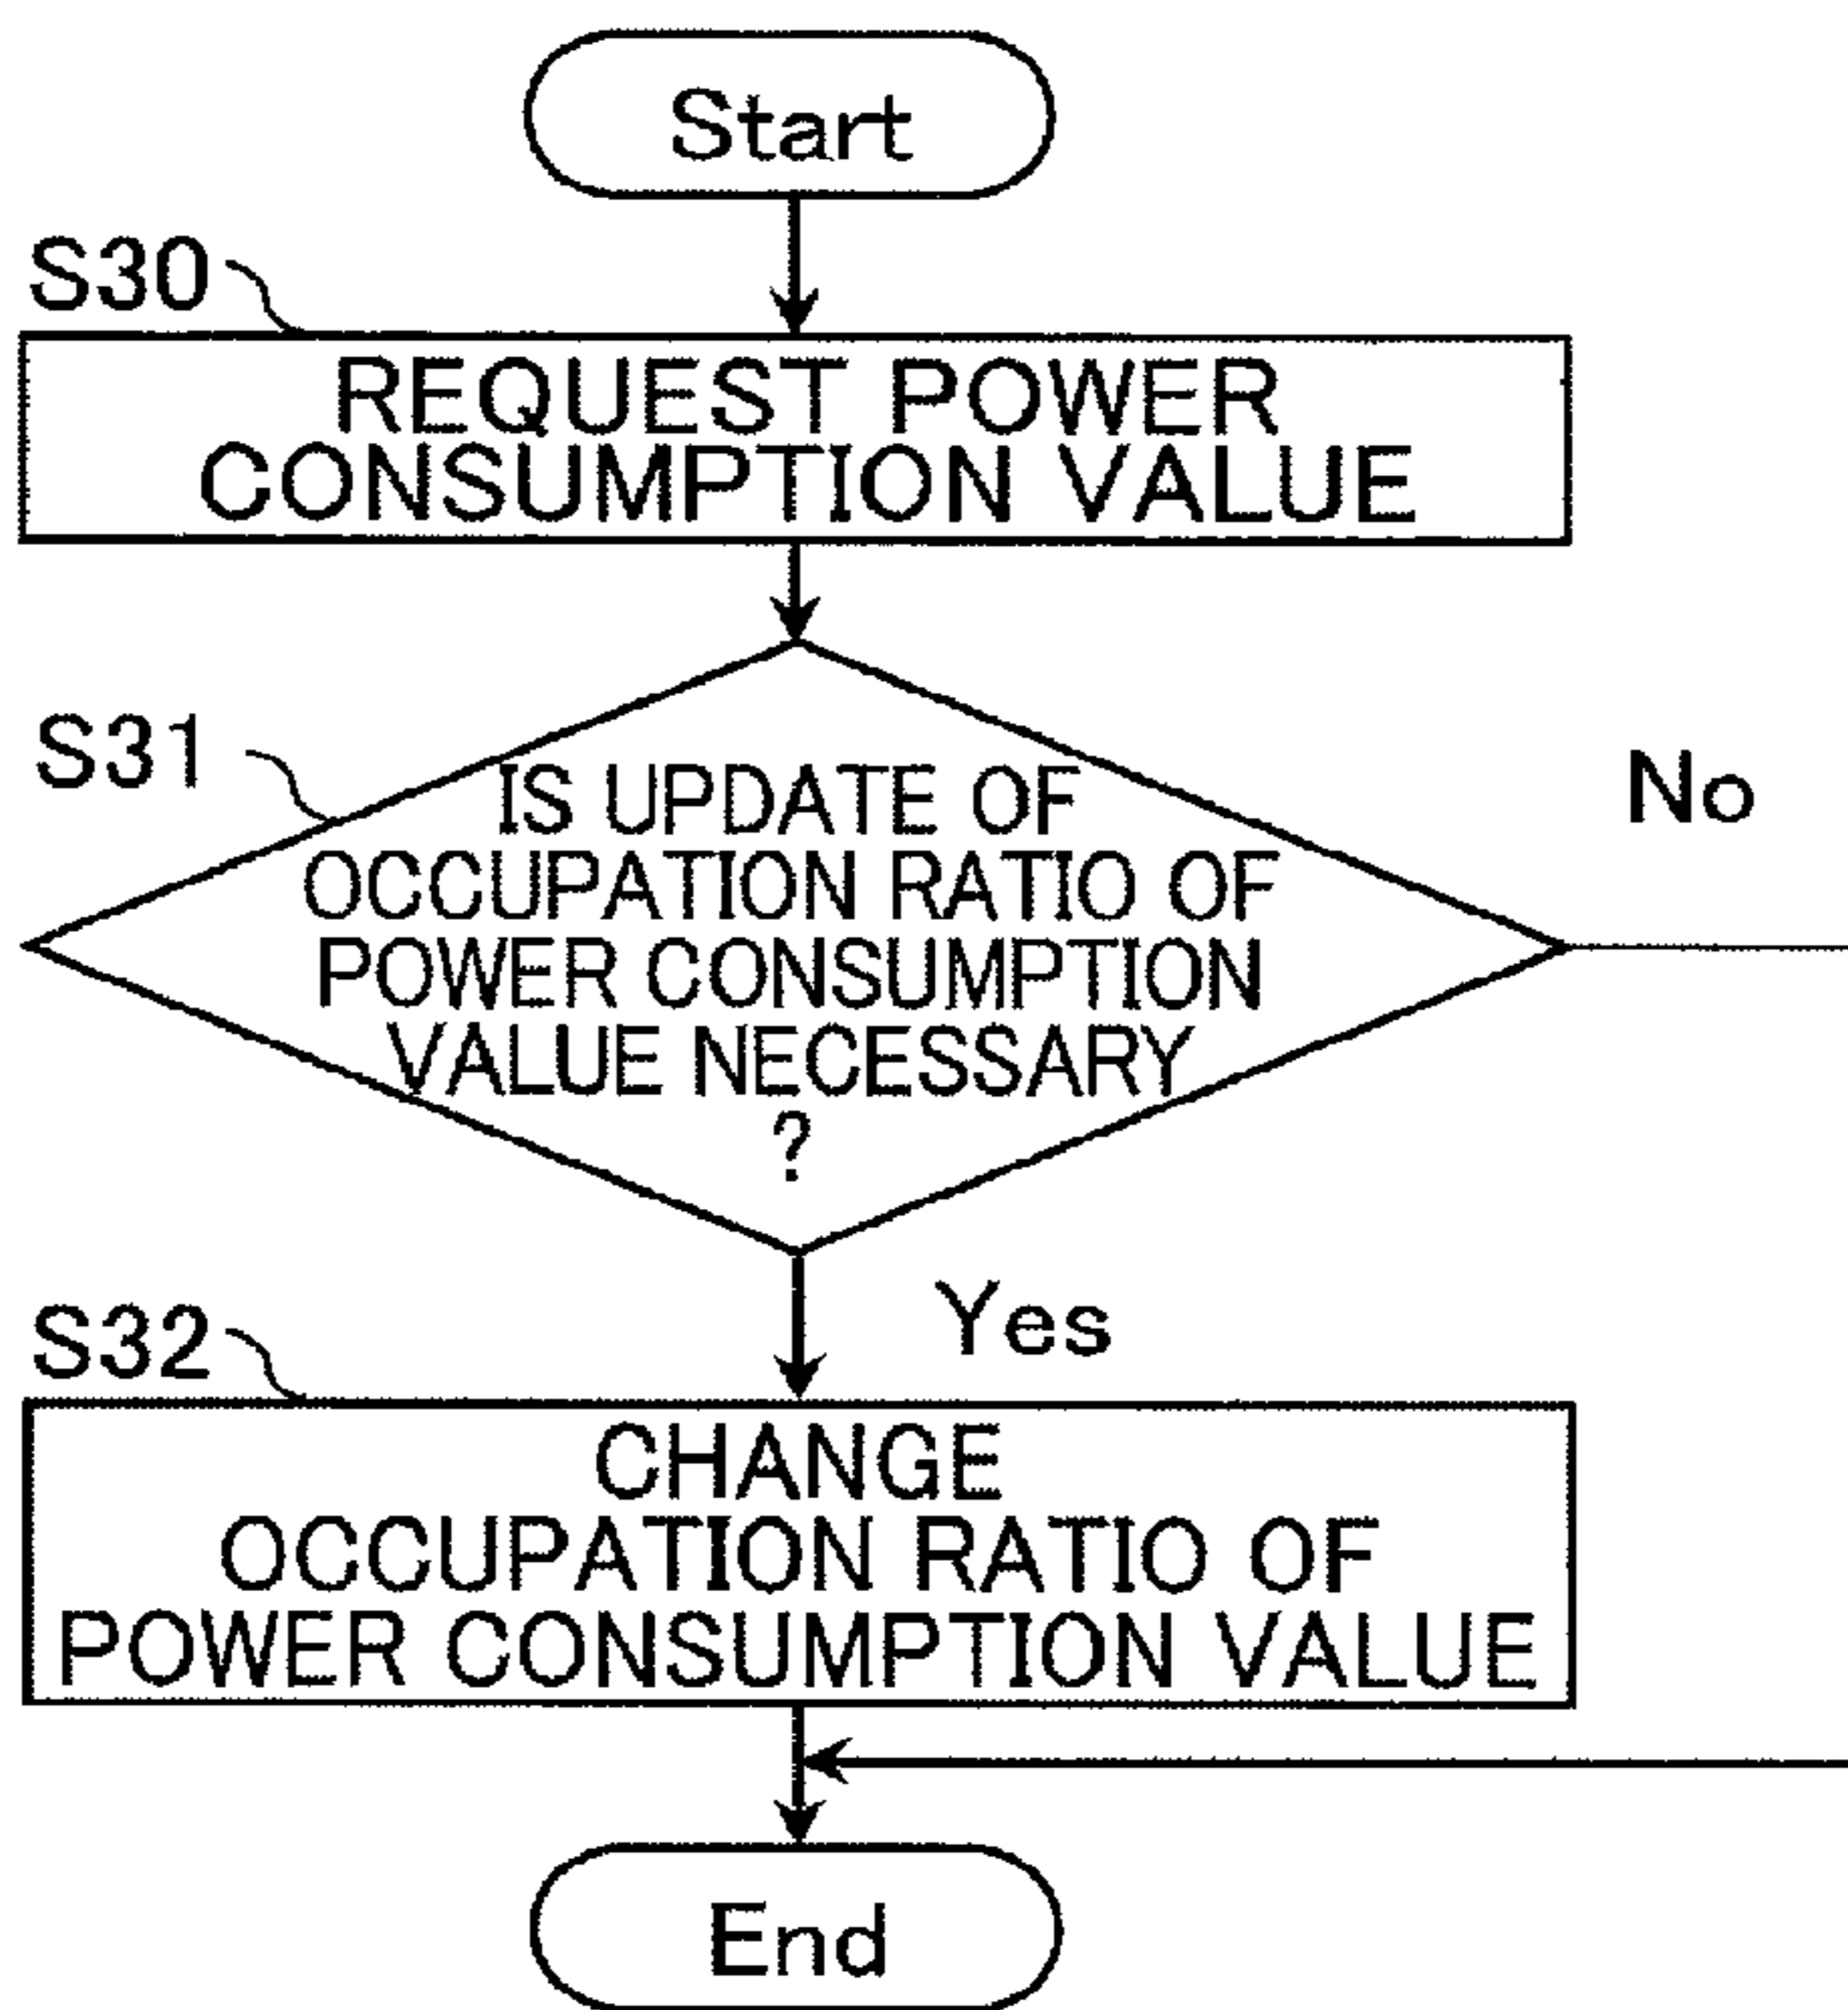 Start
S30
REQUEST POWER
CONSUMPTION VALUE
S31
IS UPDATE OF
OCCUPATION RATIO OF
POWER CONSUMPTION
VALUE NECESSARY
?
No
Yes
S32
CHANGE
OCCUPATION RATIO OF
POWER CONSUMPTION VALUE
End